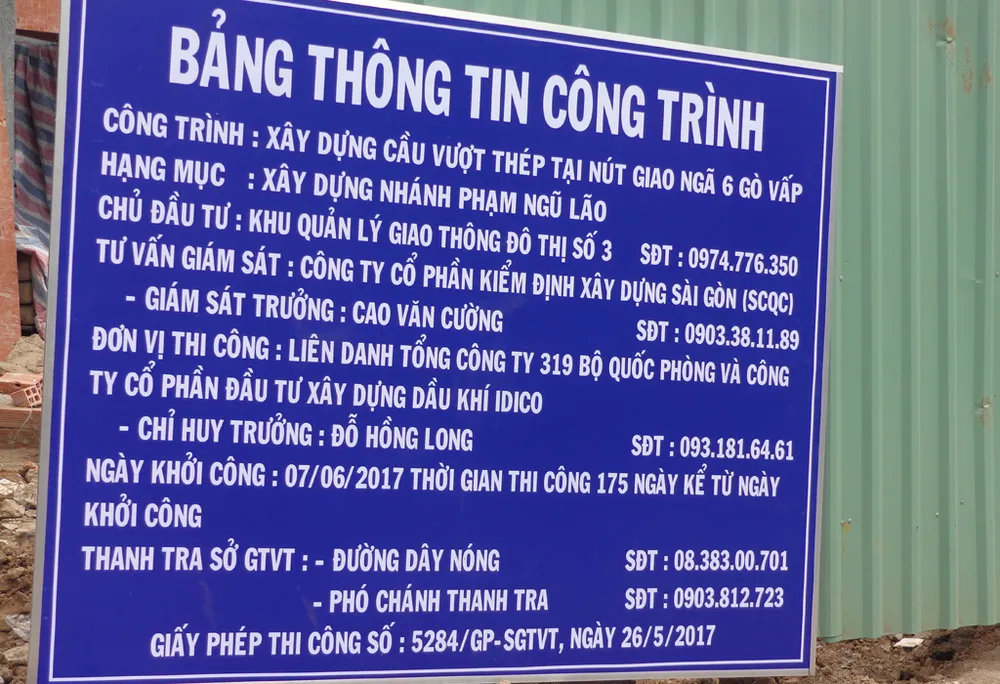 BẢNG THÔNG TIN CÔNG TRÌNH
CÔNG TRÌNH : XÂY DỰNG CẦU VƯỢT THÉP TẠI NÚT GIAO NGÃ 6 GÒ VẤP
HẠNG MỤC : XÂY DỰNG NHÁNH PHẠM NGŨ LÃO
CHỦ ĐẦU TƯ : KHU QUẢN LÝ GIAO THÔNG ĐÔ THỊ SỐ 3 SĐT : 0974.776.350
TƯ VẤN GIÁM SÁT : CÔNG TY CỔ PHẦN KIỂM ĐỊNH XÂY DỰNG SÀI GÒN (SCQC)
- GIÁM SÁT TRƯỞNG : CAO VĂN CƯỜNG SĐT : 0903.38.11.89
ĐƠN VỊ THI CÔNG : LIÊN DANH TỔNG CÔNG TY 319 BỘ QUỐC PHÒNG VÀ CÔNG
TY CỔ PHẦN ĐẦU TƯ XÂY DỰNG DẦU KHÍ IDICO
- CHỈ HUY TRƯỞNG : ĐỖ HỒNG LONG SĐT : 093.181.64.61
NGÀY KHỞI CÔNG : 07/06/2017 THỜI GIAN THI CÔNG 175 NGÀY KỂ TỪ NGÀY
KHỞI CÔNG
THANH TRA SỞ GTVT : - ĐƯỜNG DÂY NÓNG SĐT : 08.383.00.701
- PHÓ CHÁNH THANH TRA SĐT : 0903.812.723
GIẤY PHÉP THI CÔNG SỐ : 5284/GP-SGTVT, NGÀY 26/5/2017